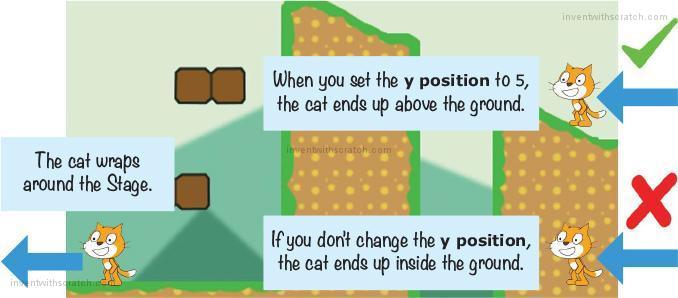 inventwithscratch.com
When you set the y position to 5,
the cat ends up above the ground.
inventwithscratch.com
The cat wraps
around the Stage.
If you don't change the y position,
the cat ends up inside the ground.
inventwithscratch.com